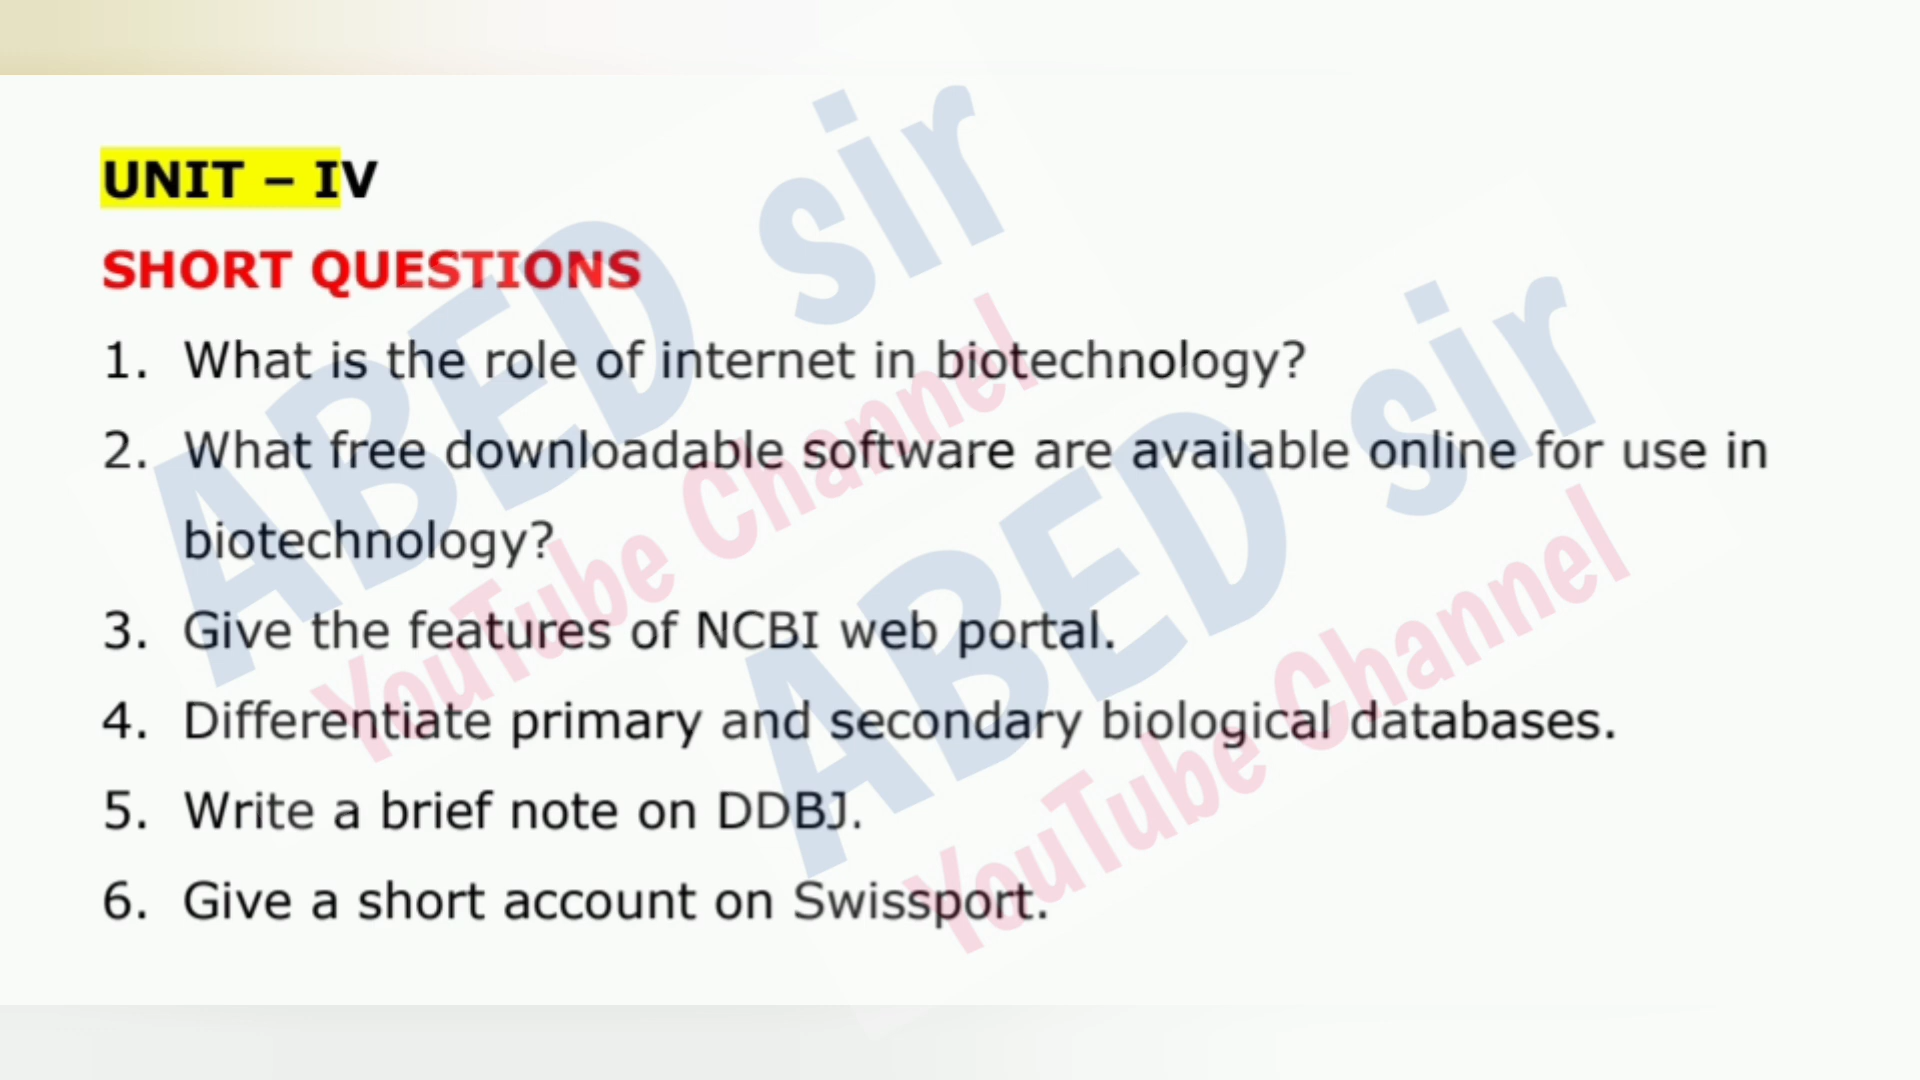 UNIT – IV
SHORT QUESTIONS
1. What is the role of internet in biotechnology?
2. What free downloadable software are available online for use in
biotechnology?
3. Give the features of NCBI web portal.
4. Differentiate primary and secondary biological databases.
5. Write a brief note on DDBJ.
6. Give a short account on Swissport.
ABED sir
YouTube Channel
ABED sir
YouTube Channel